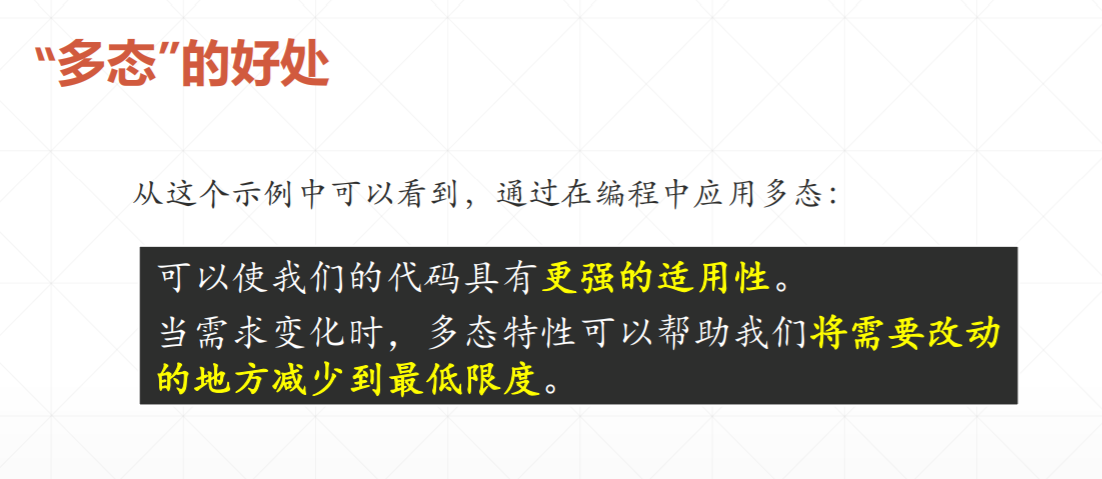 “多态”的好处
从这个示例中可以看到，通过在编程中应用多态：
可以使我们的代码具有更强的适用性。
当需求变化时，多态特性可以帮助我们将需要改动
的地方减少到最低限度。